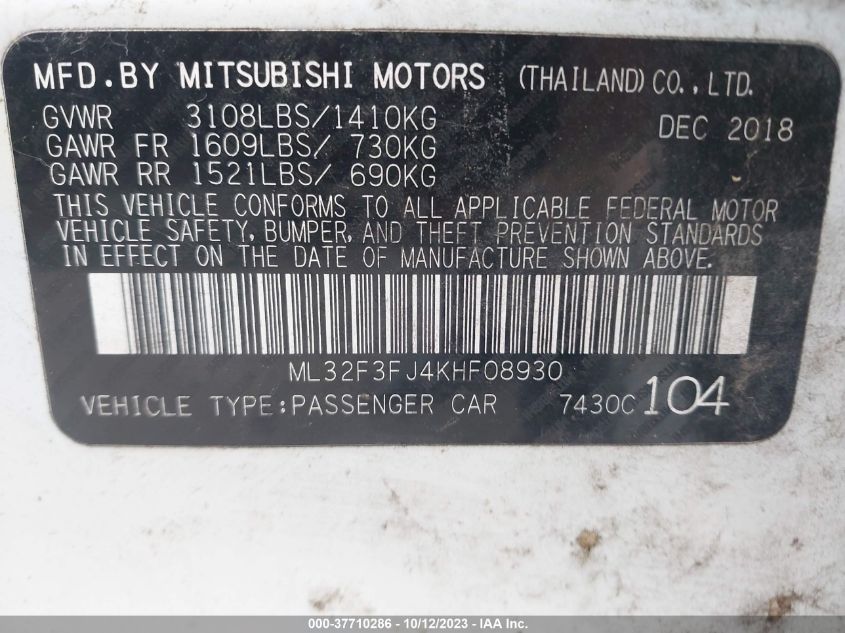 MFD.BY MITSUBISHI MOTORS (THAILAND)CO.,LTD.
GVWR 3108LBS/1410KG DEC 2018
GAWR FR 1609LBS/ 730KG
GAWR RR 1521LBS/ 690KG
THIS VEHICLE CONFORMS TO ALL APPLICABLE FEDERAL MOTOR
VEHICLE SAFETY, BUMPER, AND THEFT PREVENTION STANDARDS
IN EFFECT ON THE DATE OF MANUFACTURE SHOWN ABOVE.
ML32F3FJ4KHF08930
VEHICLE TYPE:PASSENGER CAR 7430C 104
000-37710286 - 10/12/2023 - IAA Inc.